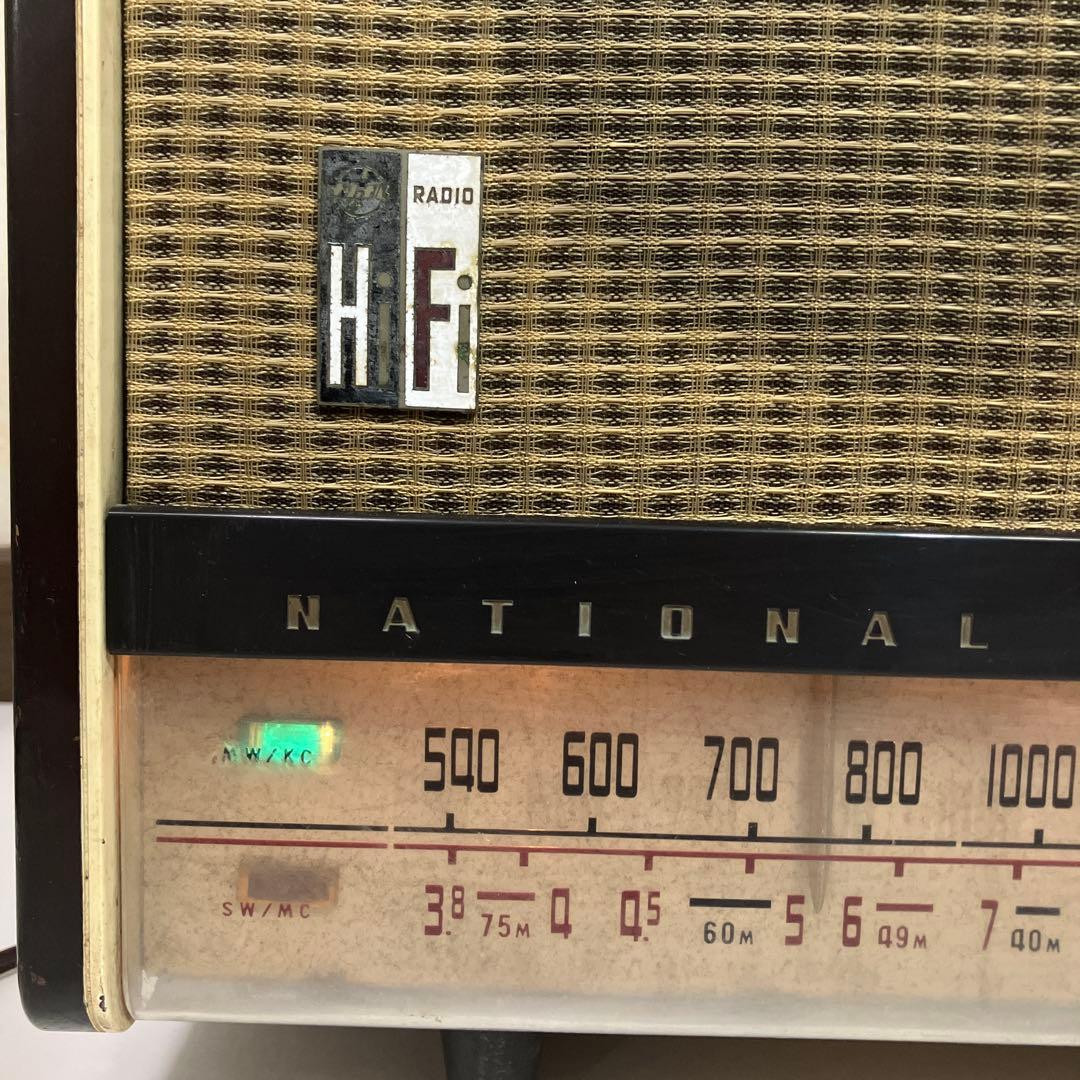 RADIO
HiFi
NATIONAL
MW/KC 540 600 700 800 1000
SW/MC 3.8 75M 4 4.5 60M 5 6 49M 7 40M